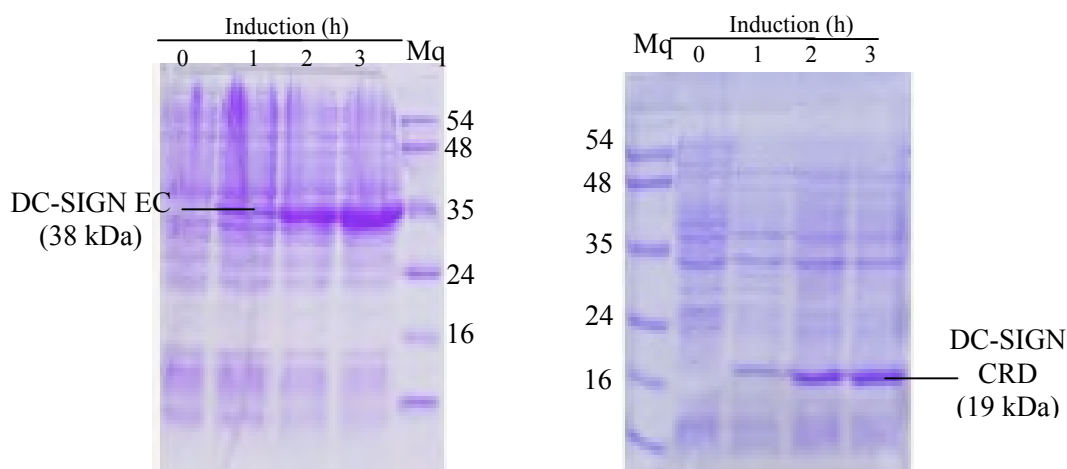 Induction (h)
0 1 2 3 Mq
54
48
DC-SIGN EC
(38 kDa)
35
24
16
Induction (h)
Mq 0 1 2 3
54
48
35
24
16
DC-SIGN
CRD
(19 kDa)